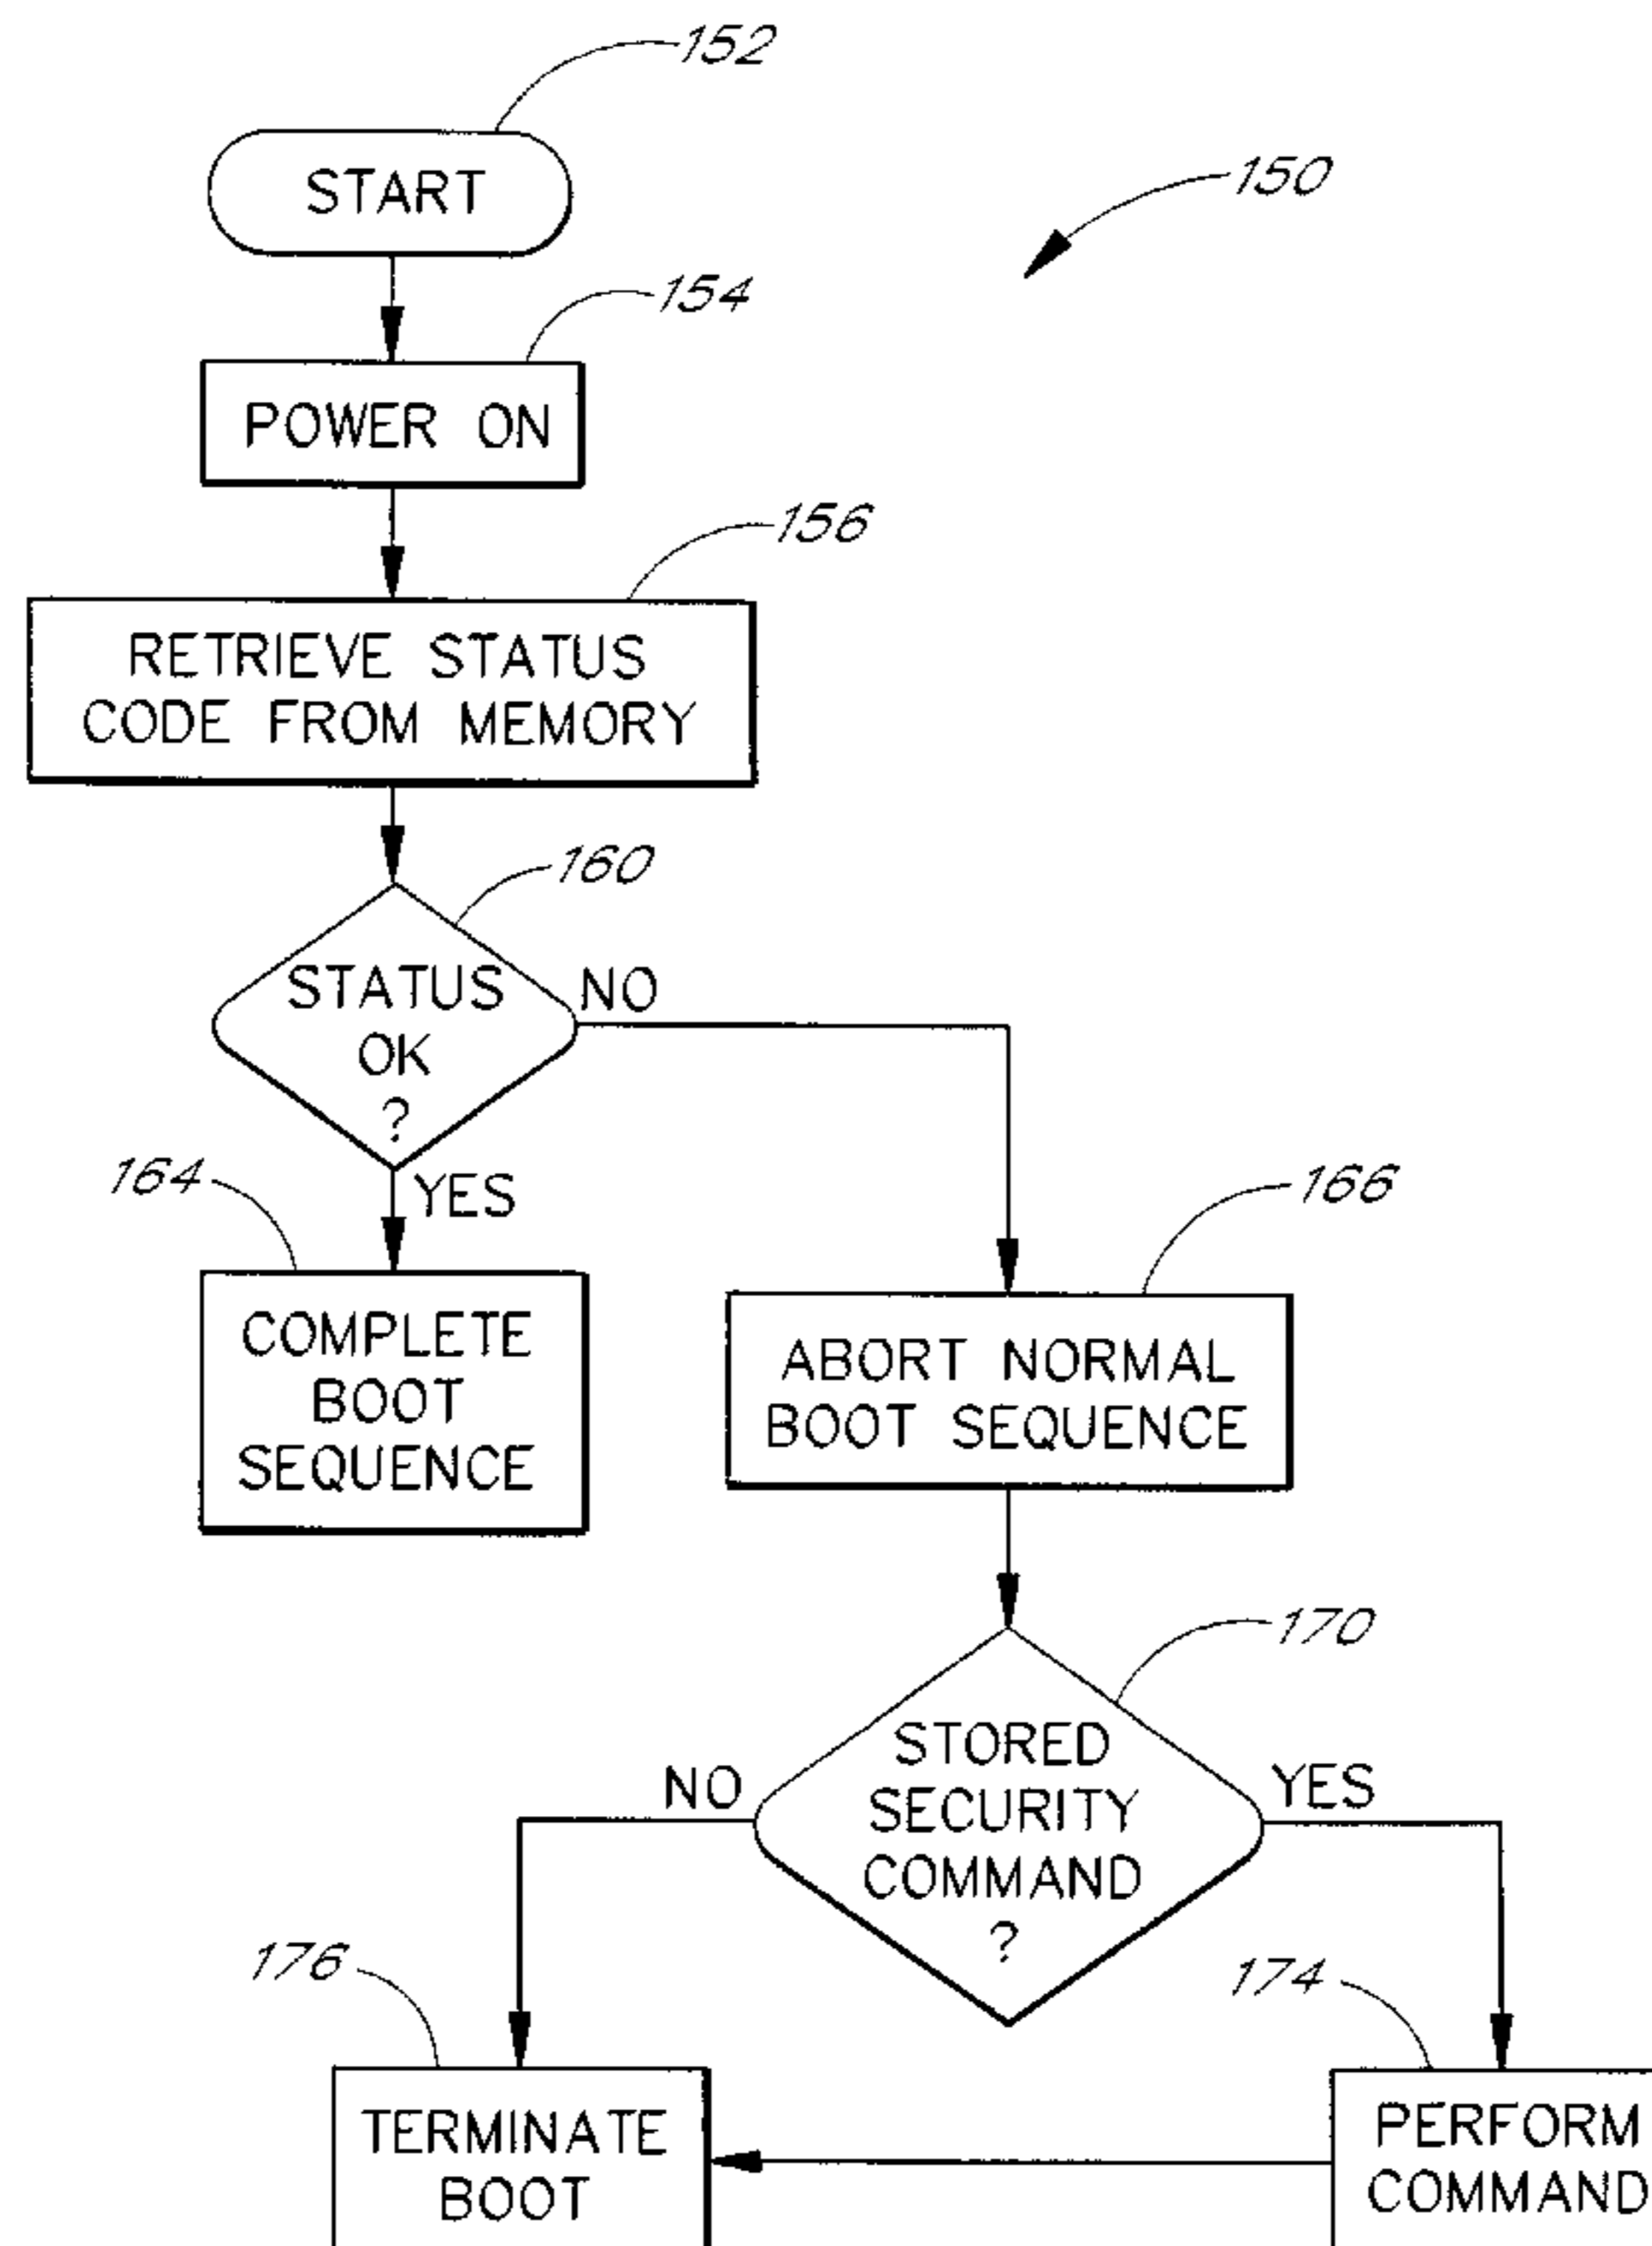 152
START
150
154
POWER ON
156
RETRIEVE STATUS
CODE FROM MEMORY
160
STATUS
OK
?
NO
164
YES
166
COMPLETE
BOOT
SEQUENCE
ABORT NORMAL
BOOT SEQUENCE
170
STORED
SECURITY
COMMAND
?
NO
YES
176
174
TERMINATE
BOOT
PERFORM
COMMAND